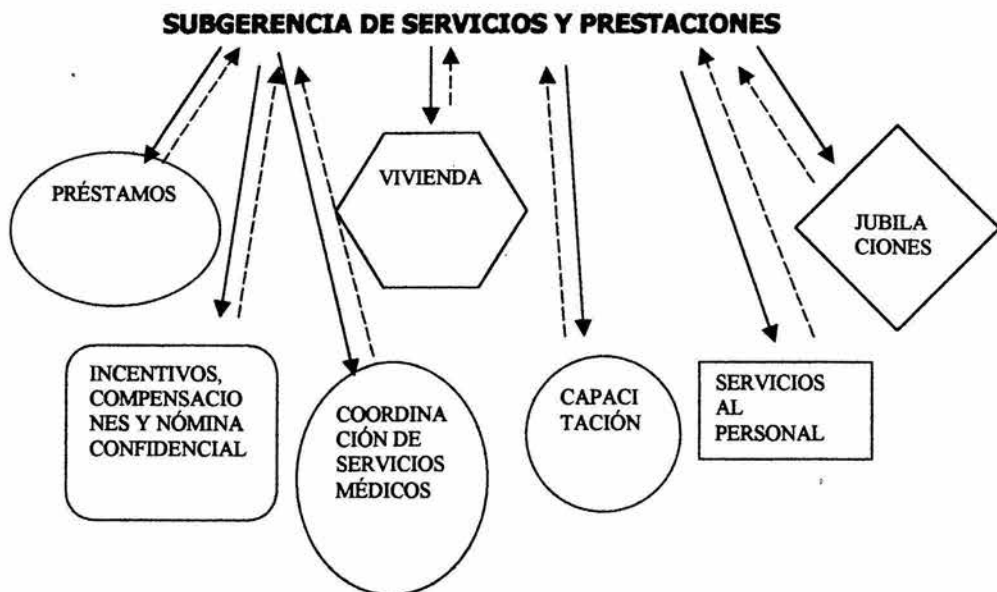 SUBGERENCIA DE SERVICIOS Y PRESTACIONES
PRÉSTAMOS
VIVIENDA
JUBILA
CIONES
INCENTIVOS,
COMPENSACIO
NES Y NÓMINA
CONFIDENCIAL
COORDINA
CIÓN DE
SERVICIOS
MÉDICOS
CAPACI
TACIÓN
SERVICIOS
AL
PERSONAL